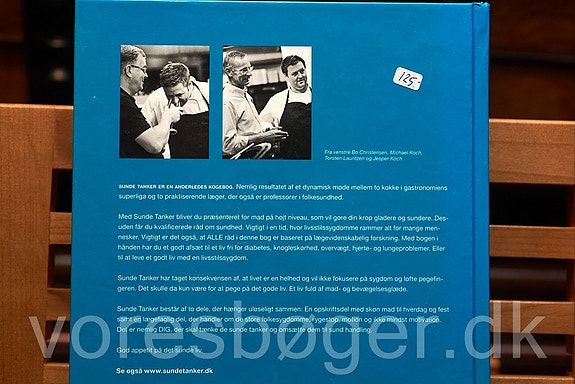 125,-
Fra venstre Bo Christensen, Michael Koch,
Torsten Lauritzen og Jesper Koch.
SUNDE TANKER ER EN ANDERLEDES KOGEBOG. Nemlig resultatet af et dynamisk møde mellem to kokke i gastronomiens
superliga og to praktiserende læger, der også er professorer i folkesundhed.
Med Sunde Tanker bliver du præsenteret for mad på højt niveau, som vil gøre din krop gladere og sundere. Des-
uden får du kvalificerede råd om sundhed. Vigtigt i en tid, hvor livsstilssygdomme rammer alt for mange men-
nesker. Vigtigt er det også, at ALLE råd i denne bog er baseret på lægevidenskabelig forskning. Med bogen i
hånden har du et godt afsæt til et liv fri for diabetes, knogleskørhed, overvægt, hjerte- og lungeproblemer. Eller
til at leve et godt liv med en livsstilssygdom.
Sunde Tanker har taget konsekvensen af, at livet er en helhed og vil ikke fokusere på sygdom og løfte pegefin-
geren. Det skulle da kun være for at pege på det gode liv. Et liv fuld af mad- og bevægelsesglæde.
Sunde Tanker består af to dele, der hænger uløseligt sammen: En opskriftsdel med skøn mad til hverdag og fest
samt en lægefaglig del, der handler om de store folkesygdomme, rygestop, motion og ikke mindst motivation.
Det er nemlig DIG, der skal tænke de sunde tanker og omsætte dem til sund handling.
God appetit på det sunde liv.
Se også www.sundetanker.dk
voresbøger.dk